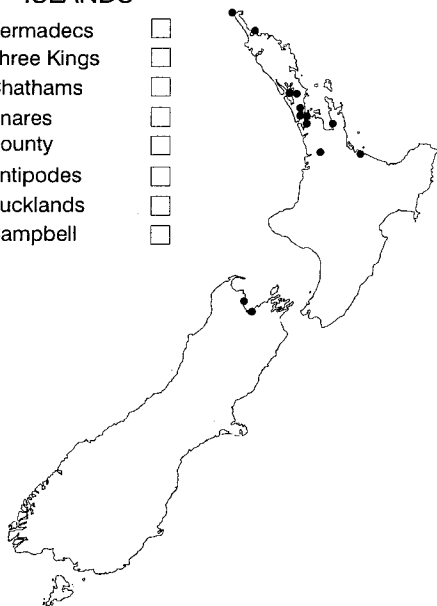 ISLANDS
ermadecs
hree Kings
hathams
nares
ounty
ntipodes
ucklands
ampbell